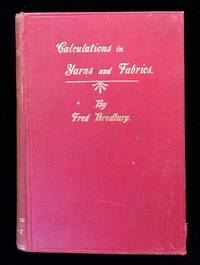 Calculations in
Yarns and Fabrics.
By
Fred Bradbury.